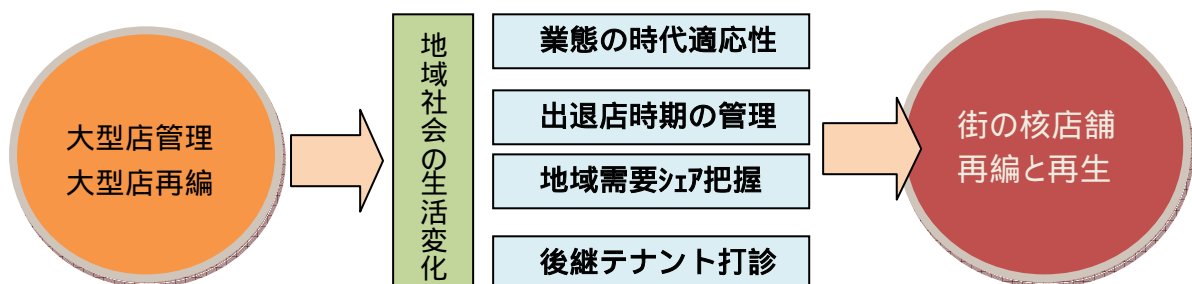 大型店管理
大型店再編
地域社会の生活変化
業態の時代適応性
出退店時期の管理
地域需要ｼｪｱ把握
後継テナント打診
街の核店舗
再編と再生